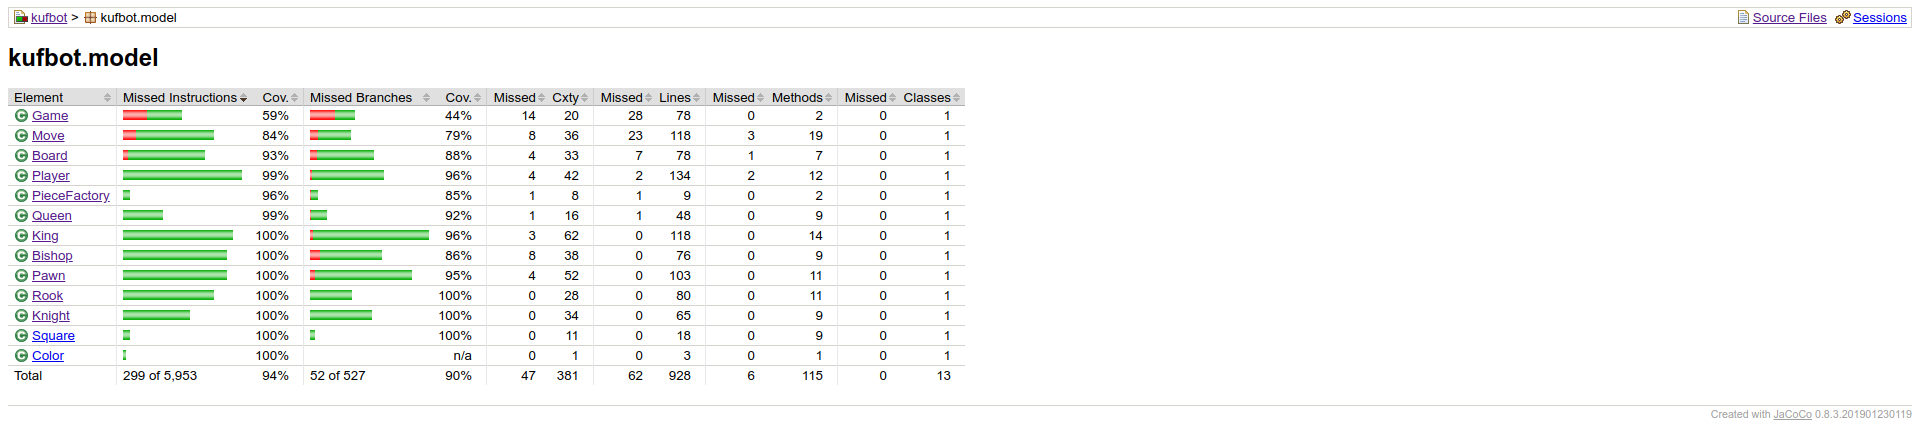 kufbot > kufbot.model Source Files Sessions
kufbot.model
Element Missed Instructions Cov. Missed Branches Cov. Missed Cxty Missed Lines Missed Methods Missed Classes
C Game 59% 44% 14 20 28 78 0 2 0 1
C Move 84% 79% 8 36 23 118 3 19 0 1
C Board 93% 88% 4 33 7 78 1 7 0 1
C Player 99% 96% 4 42 2 134 2 12 0 1
C PieceFactory 96% 85% 1 8 1 9 0 2 0 1
C Queen 99% 92% 1 16 1 48 0 9 0 1
C King 100% 96% 3 62 0 118 0 14 0 1
C Bishop 100% 86% 8 38 0 76 0 9 0 1
C Pawn 100% 95% 4 52 0 103 0 11 0 1
C Rook 100% 100% 0 28 0 80 0 11 0 1
C Knight 100% 100% 0 34 0 65 0 9 0 1
C Square 100% 100% 0 11 0 18 0 9 0 1
C Color 100% n/a 0 1 0 3 0 1 0 1
Total 299 of 5,953 94% 52 of 527 90% 47 381 62 928 6 115 0 13
Created with JaCoCo 0.8.3.201901230119